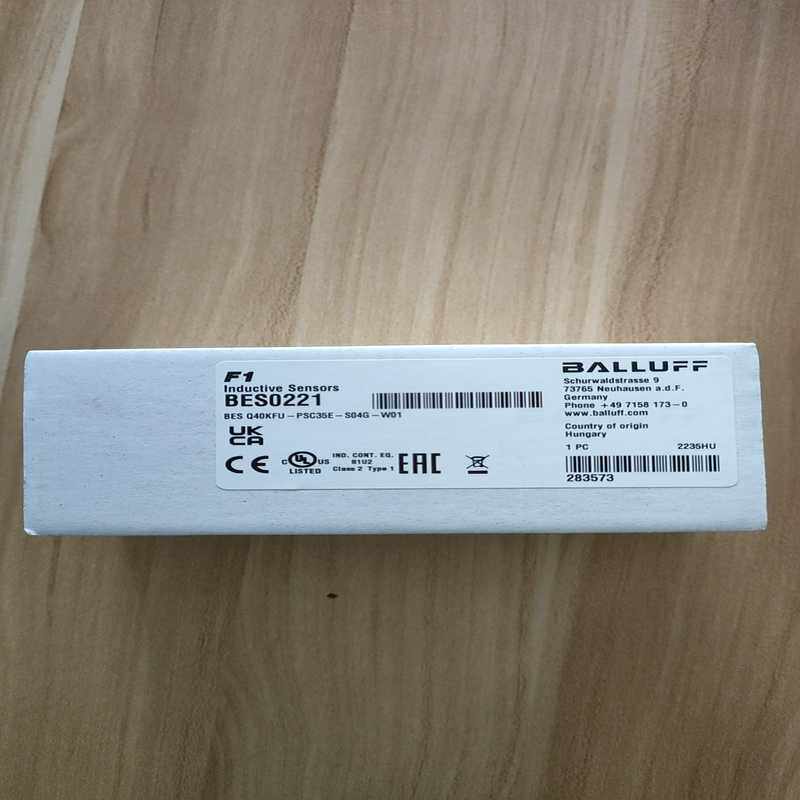 F1
Inductive Sensors
BES0221
BES Q40KFU-PSC35E-S04G-W01
UK
CA
CE
C UL US
LISTED
IND. CONT. EQ.
81U2
Class 2 Type 1
EAC
BALLUFF
Schurwaldstrasse 9
73765 Neuhausen a.d.F.
Germany
Phone +49 7158 173-0
www.balluff.com
Country of origin
Hungary
1 PC 2235HU
283573